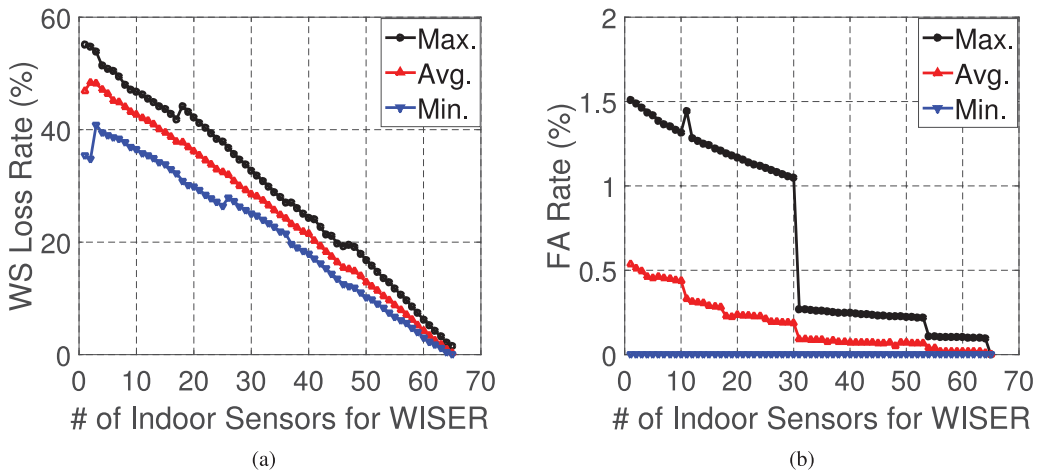 60
40
20
0
WS Loss Rate (%)
Max.
Avg.
Min.
0 10 20 30 40 50 60 70
# of Indoor Sensors for WISER
(a)
2
1.5
1
0.5
0
FA Rate (%)
Max.
Avg.
Min.
0 10 20 30 40 50 60 70
# of Indoor Sensors for WISER
(b)